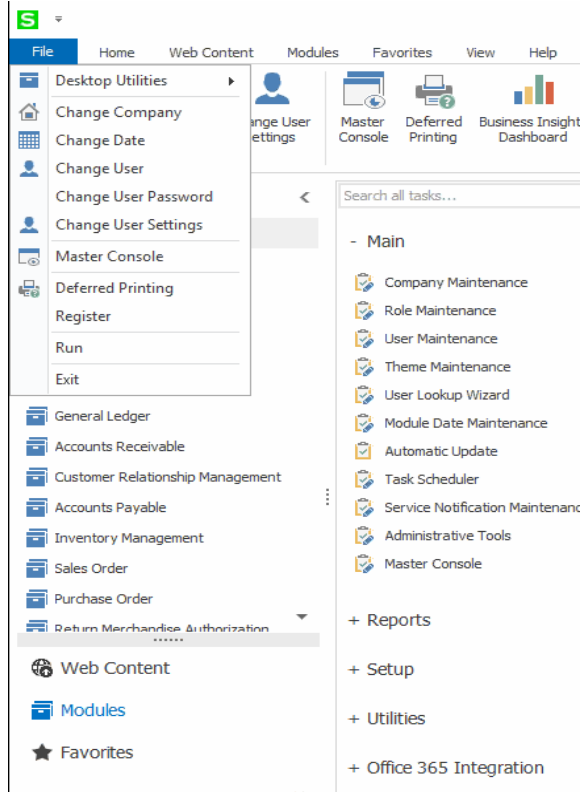 S
File Home Web Content Modules Favorites View Help
Desktop Utilities
Change Company
Change Date
Change User
Change User Password
Change User Settings
Master Console
Deferred Printing
Register
Run
Exit
ange User
ettings
Master
Console
Deferred
Printing
Business Insight
Dashboard
General Ledger
Accounts Receivable
Customer Relationship Management
Accounts Payable
Inventory Management
Sales Order
Purchase Order
Return Merchandise Authorization
Web Content
Modules
Favorites
Search all tasks...
- Main
Company Maintenance
Role Maintenance
User Maintenance
Theme Maintenance
User Lookup Wizard
Module Date Maintenance
Automatic Update
Task Scheduler
Service Notification Maintenanc
Administrative Tools
Master Console
+ Reports
+ Setup
+ Utilities
+ Office 365 Integration